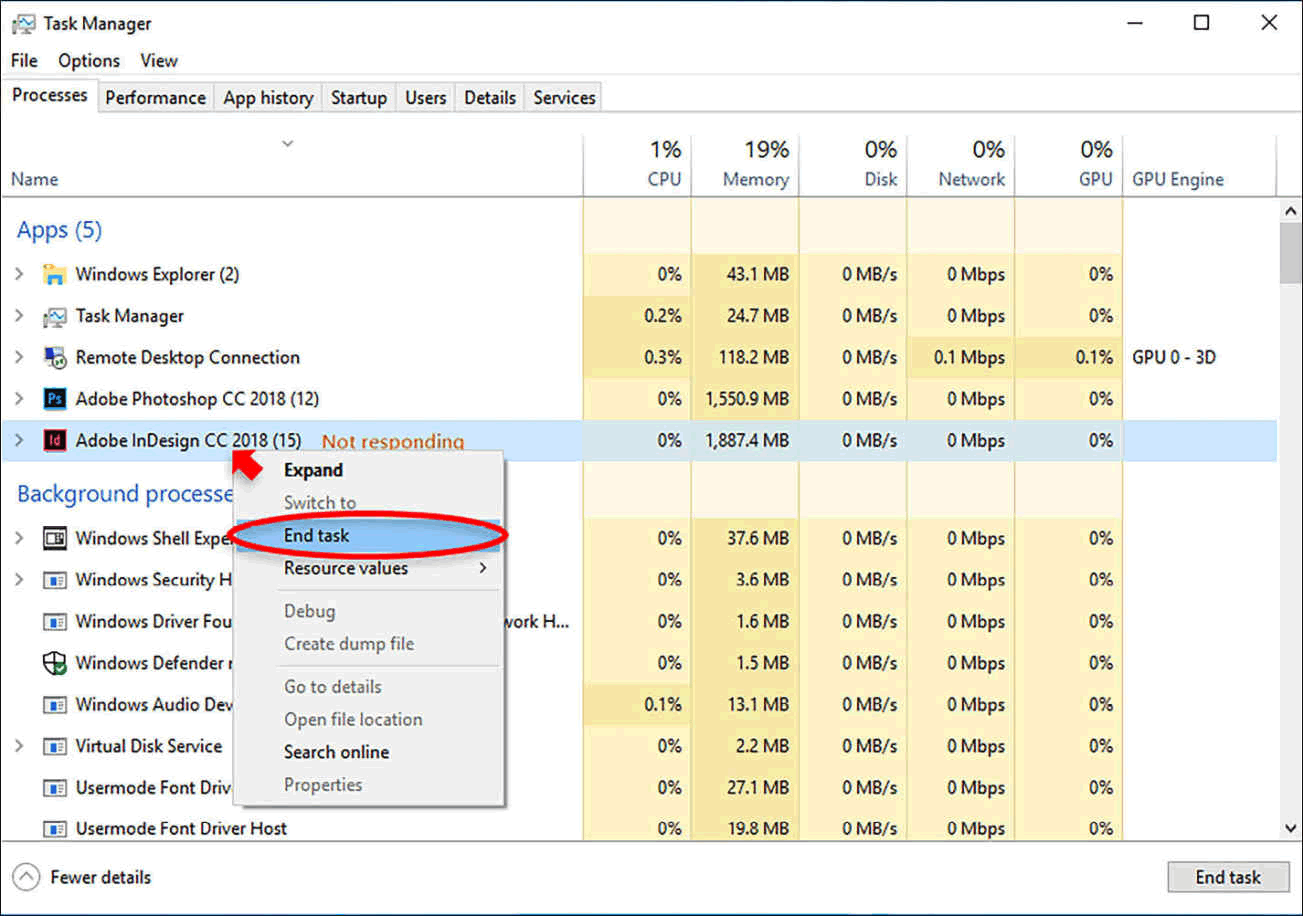 Task Manager
File Options View
Processes Performance App history Startup Users Details Services
1% 19% 0% 0% 0%
Name CPU Memory Disk Network GPU GPU Engine
Apps (5)
Windows Explorer (2) 0% 43.1 MB 0 MB/s 0 Mbps 0%
Task Manager 0.2% 24.7 MB 0 MB/s 0 Mbps 0%
Remote Desktop Connection 0.3% 118.2 MB 0 MB/s 0.1 Mbps 0.1% GPU 0 - 3D
Ps Adobe Photoshop CC 2018 (12) 0% 1,550.9 MB 0 MB/s 0 Mbps 0%
Id Adobe InDesign CC 2018 (15) Not responding 0% 1,887.4 MB 0 MB/s 0 Mbps 0%
Expand
Background processe
Switch to
Windows Shell Expe 0% 37.6 MB 0 MB/s 0 Mbps 0%
End task
Windows Security H 0% 3.6 MB 0 MB/s 0 Mbps 0%
Resource values
Windows Driver Fou work H... 0% 1.6 MB 0 MB/s 0 Mbps 0%
Debug
Create dump file
Windows Defender 0% 1.5 MB 0 MB/s 0 Mbps 0%
Go to details
Windows Audio Dev 0.1% 13.1 MB 0 MB/s 0 Mbps 0%
Open file location
Virtual Disk Service 0% 2.2 MB 0 MB/s 0 Mbps 0%
Search online
Usermode Font Driv 0% 27.1 MB 0 MB/s 0 Mbps 0%
Properties
Usermode Font Driver Host 0% 19.8 MB 0 MB/s 0 Mbps 0%
Fewer details End task